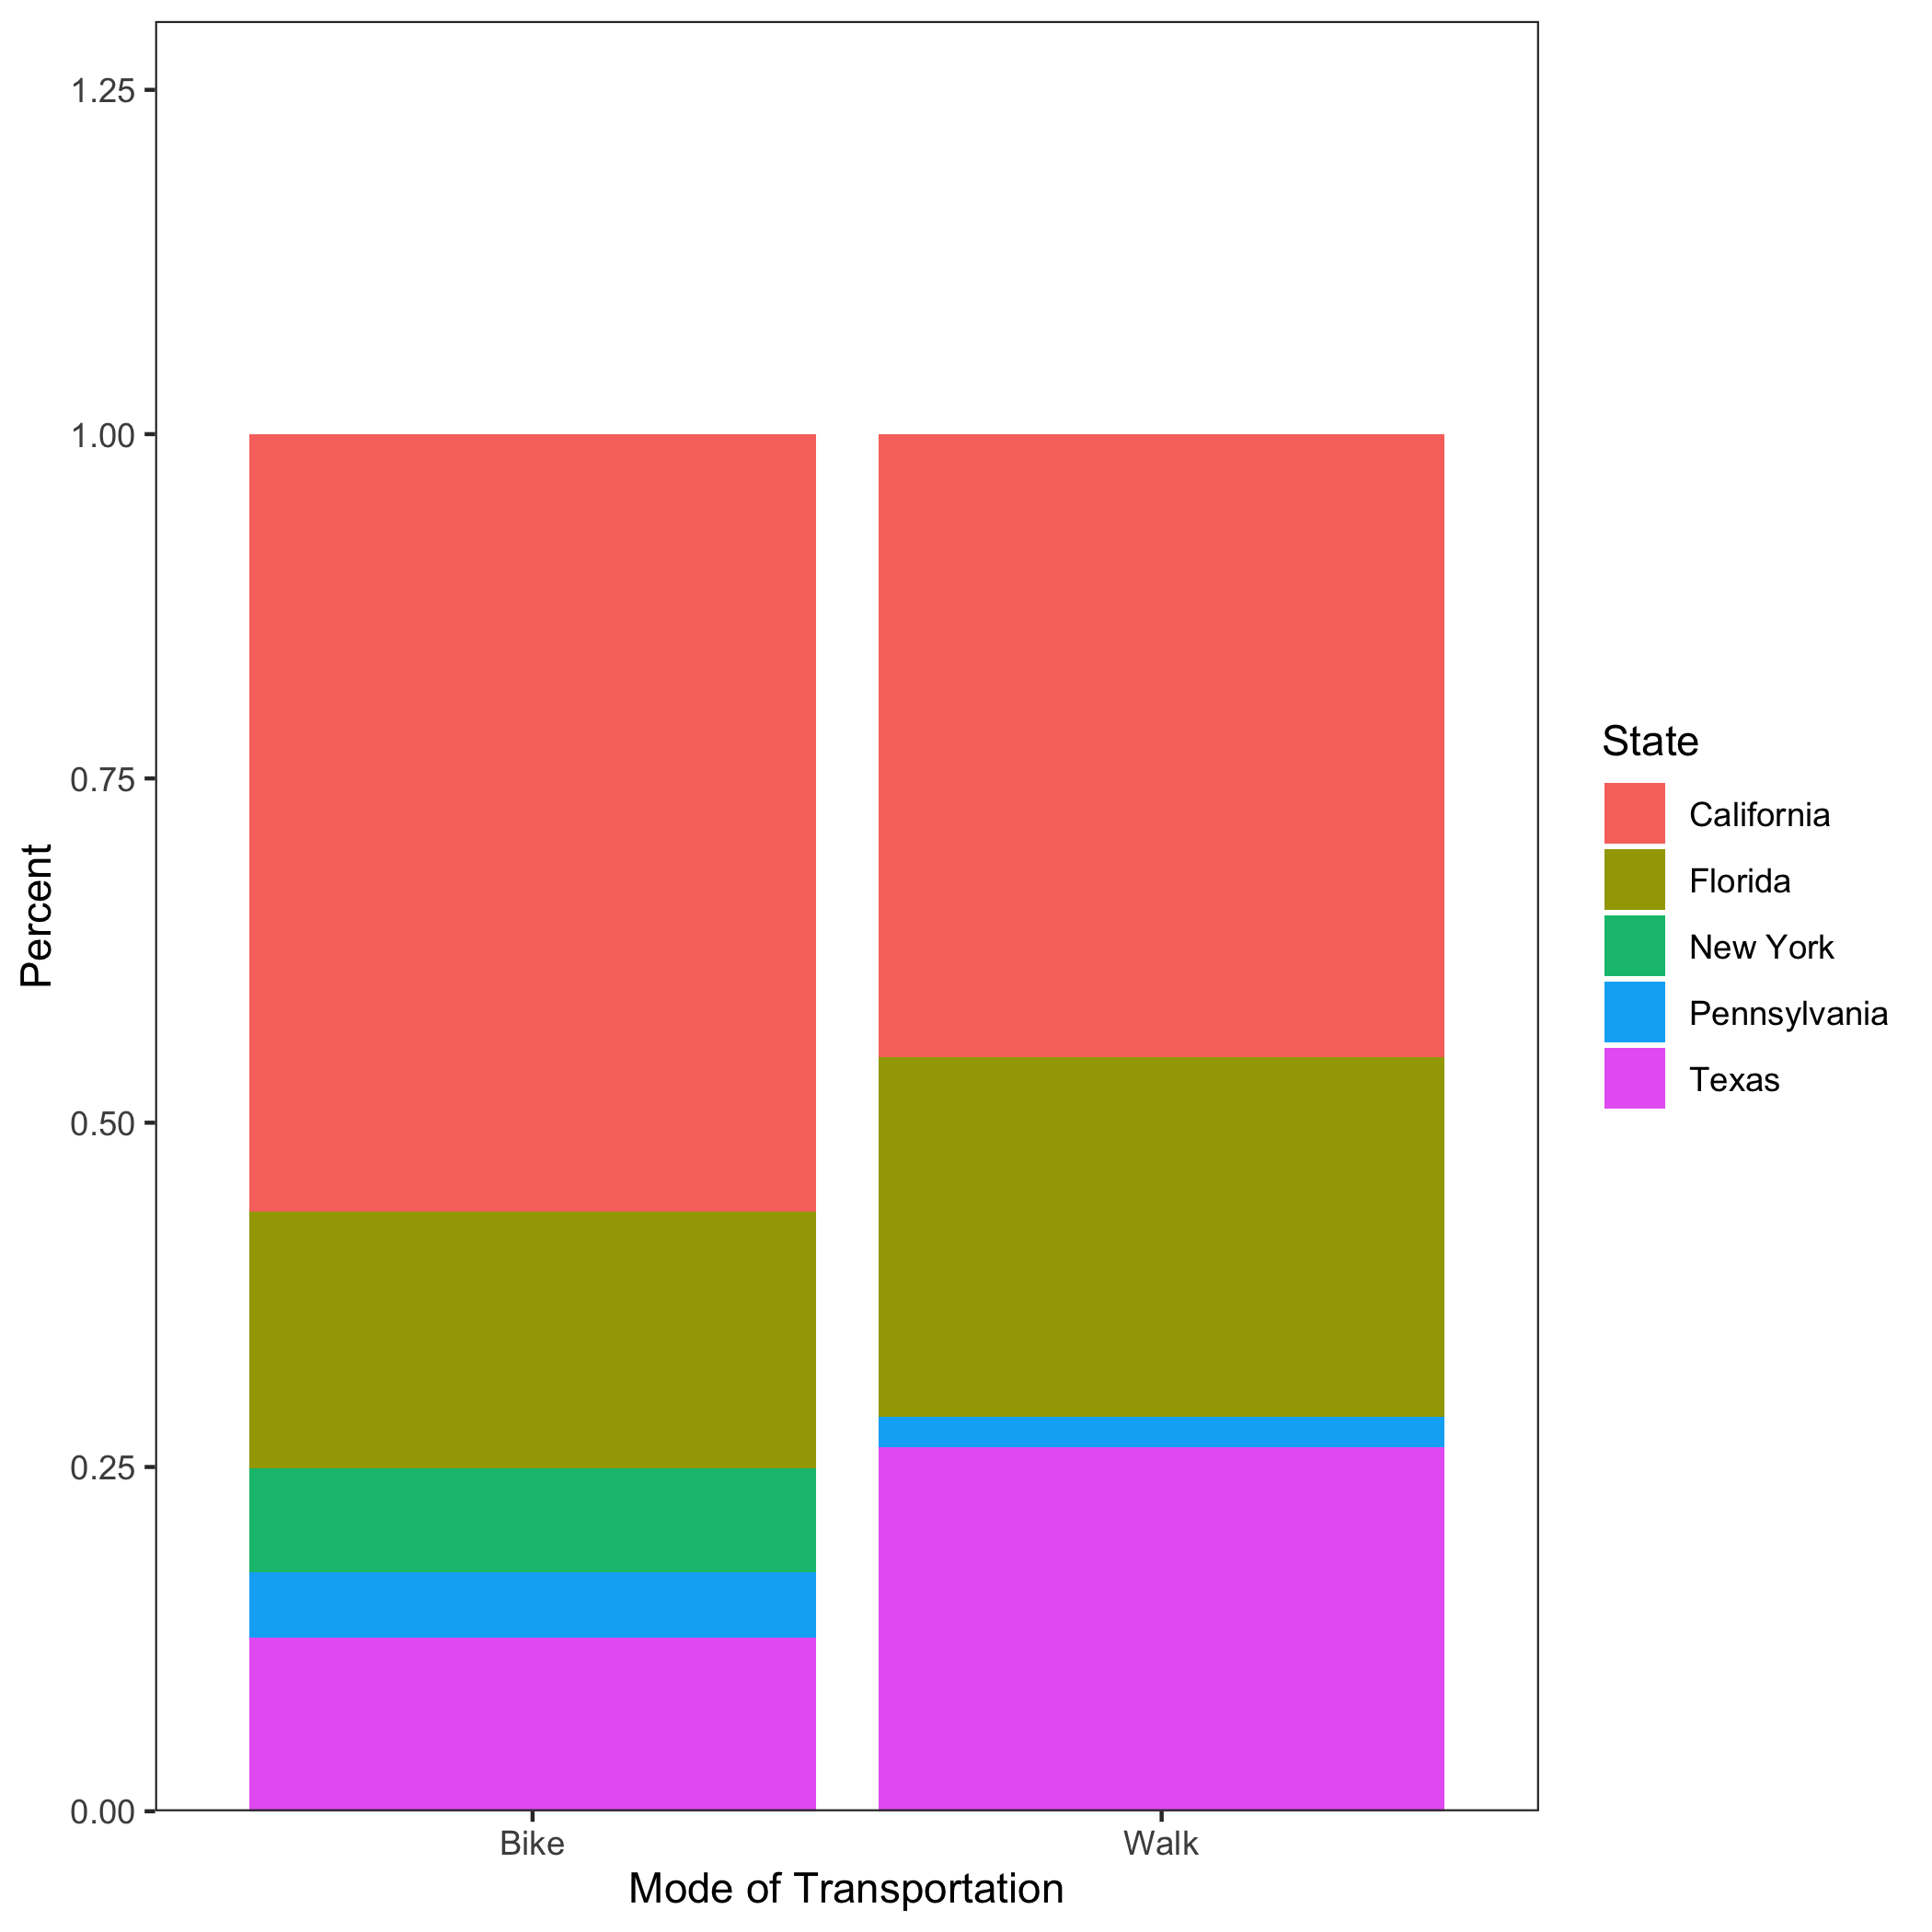 1.25
1.00
0.75
0.50
0.25
0.00
Percent
Bike
Walk
Mode of Transportation
State
California
Florida
New York
Pennsylvania
Texas